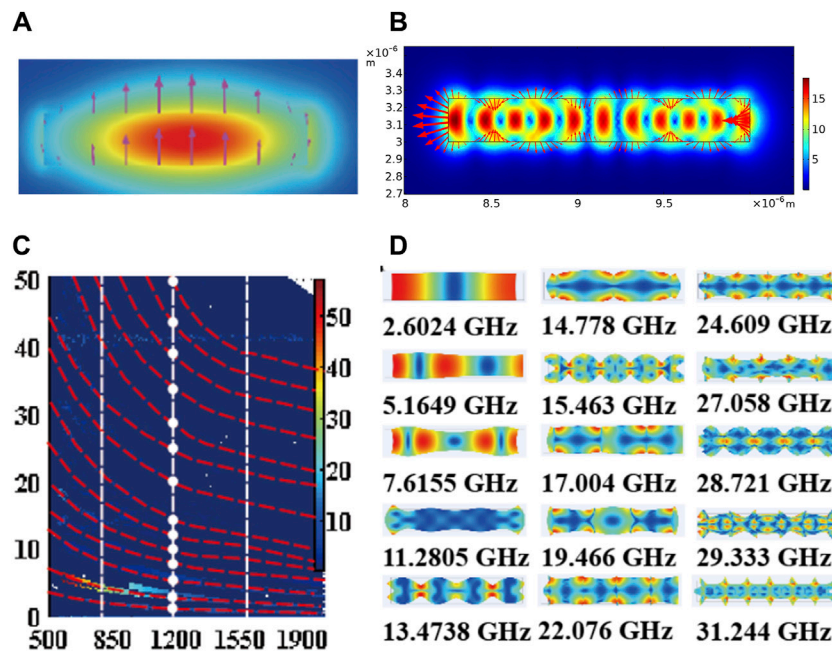 A
B
×10⁻⁶
m
3.4
3.3
3.2
3.1
3
2.9
2.8
2.7
8
8.5
9
9.5
×10⁻⁶m
15
10
5
C
50
40
30
20
10
0
500
850
1200
1550
1900
50
40
30
20
10
D
2.6024 GHz
14.778 GHz
24.609 GHz
5.1649 GHz
15.463 GHz
27.058 GHz
7.6155 GHz
17.004 GHz
28.721 GHz
11.2805 GHz
19.466 GHz
29.333 GHz
13.4738 GHz
22.076 GHz
31.244 GHz